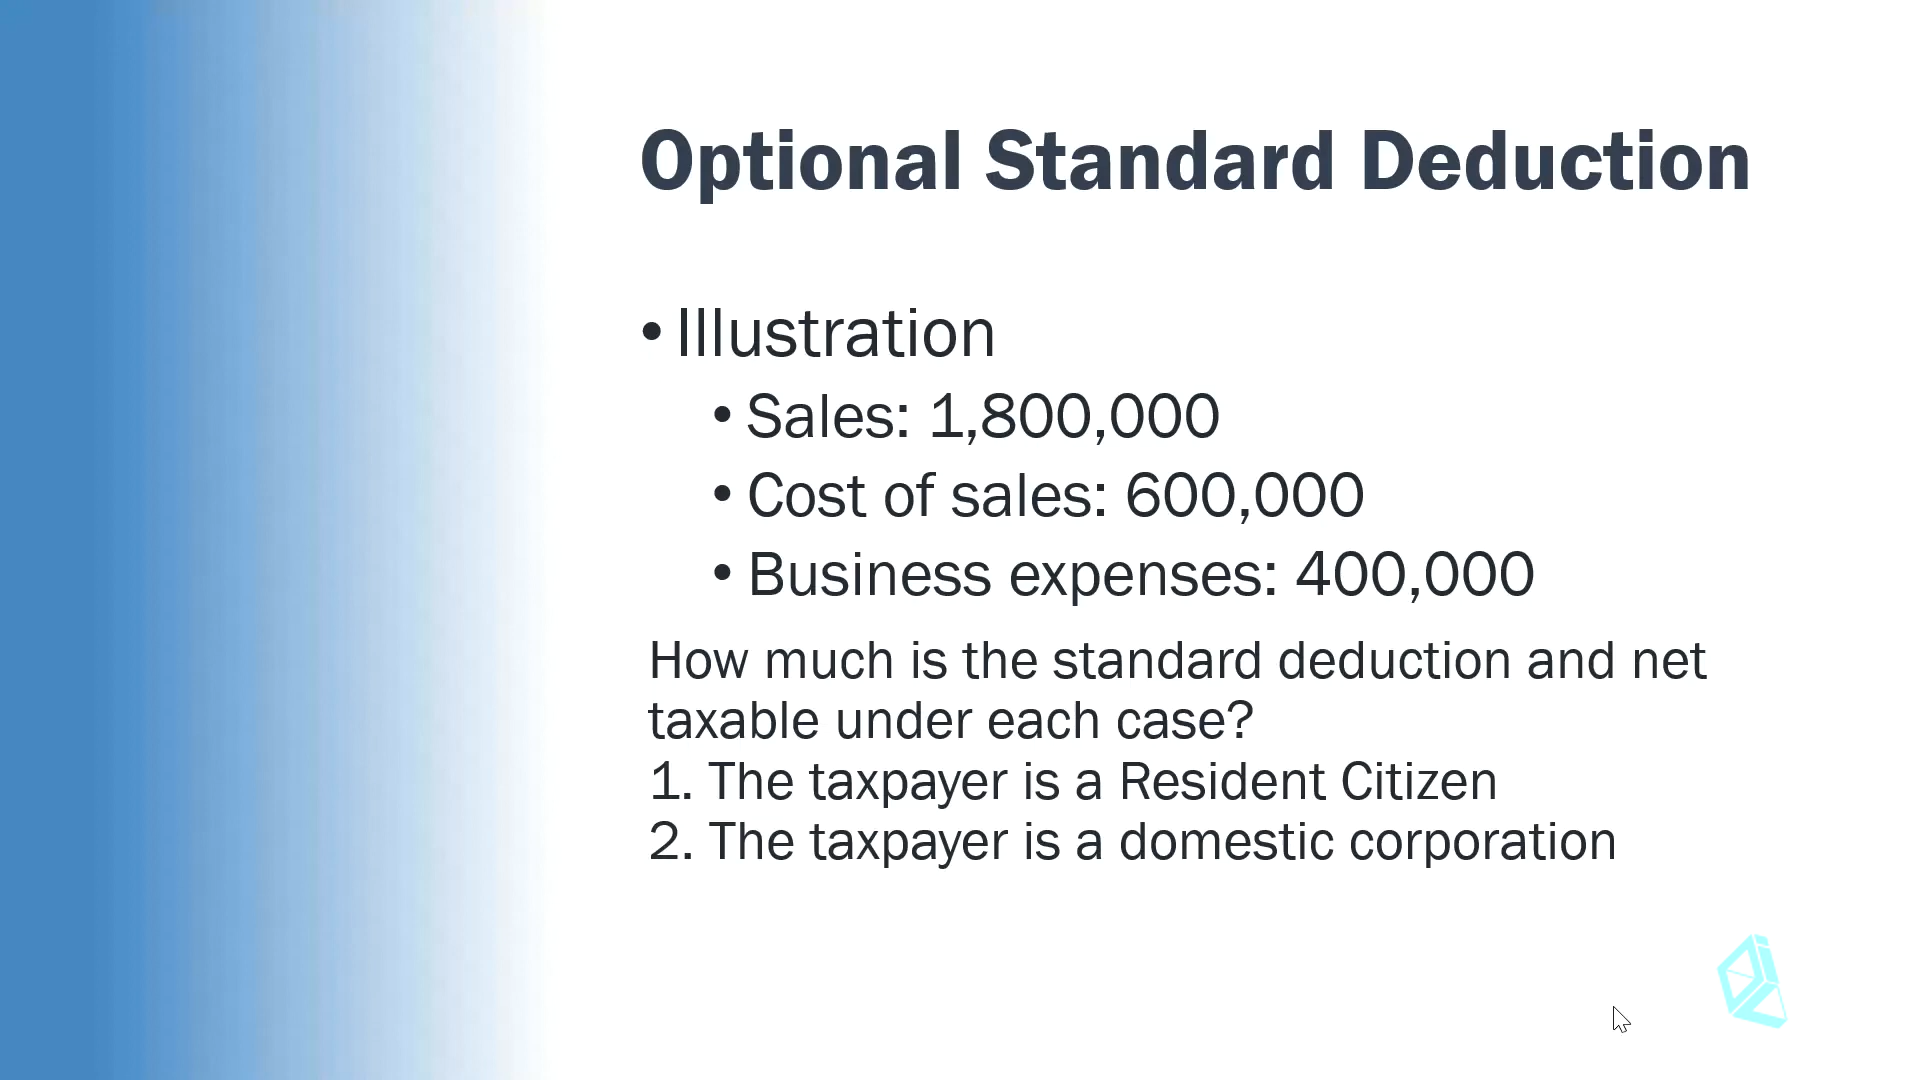 Optional Standard Deduction
• Illustration
• Sales: 1,800,000
• Cost of sales: 600,000
• Business expenses: 400,000
How much is the standard deduction and net
taxable under each case?
1. The taxpayer is a Resident Citizen
2. The taxpayer is a domestic corporation